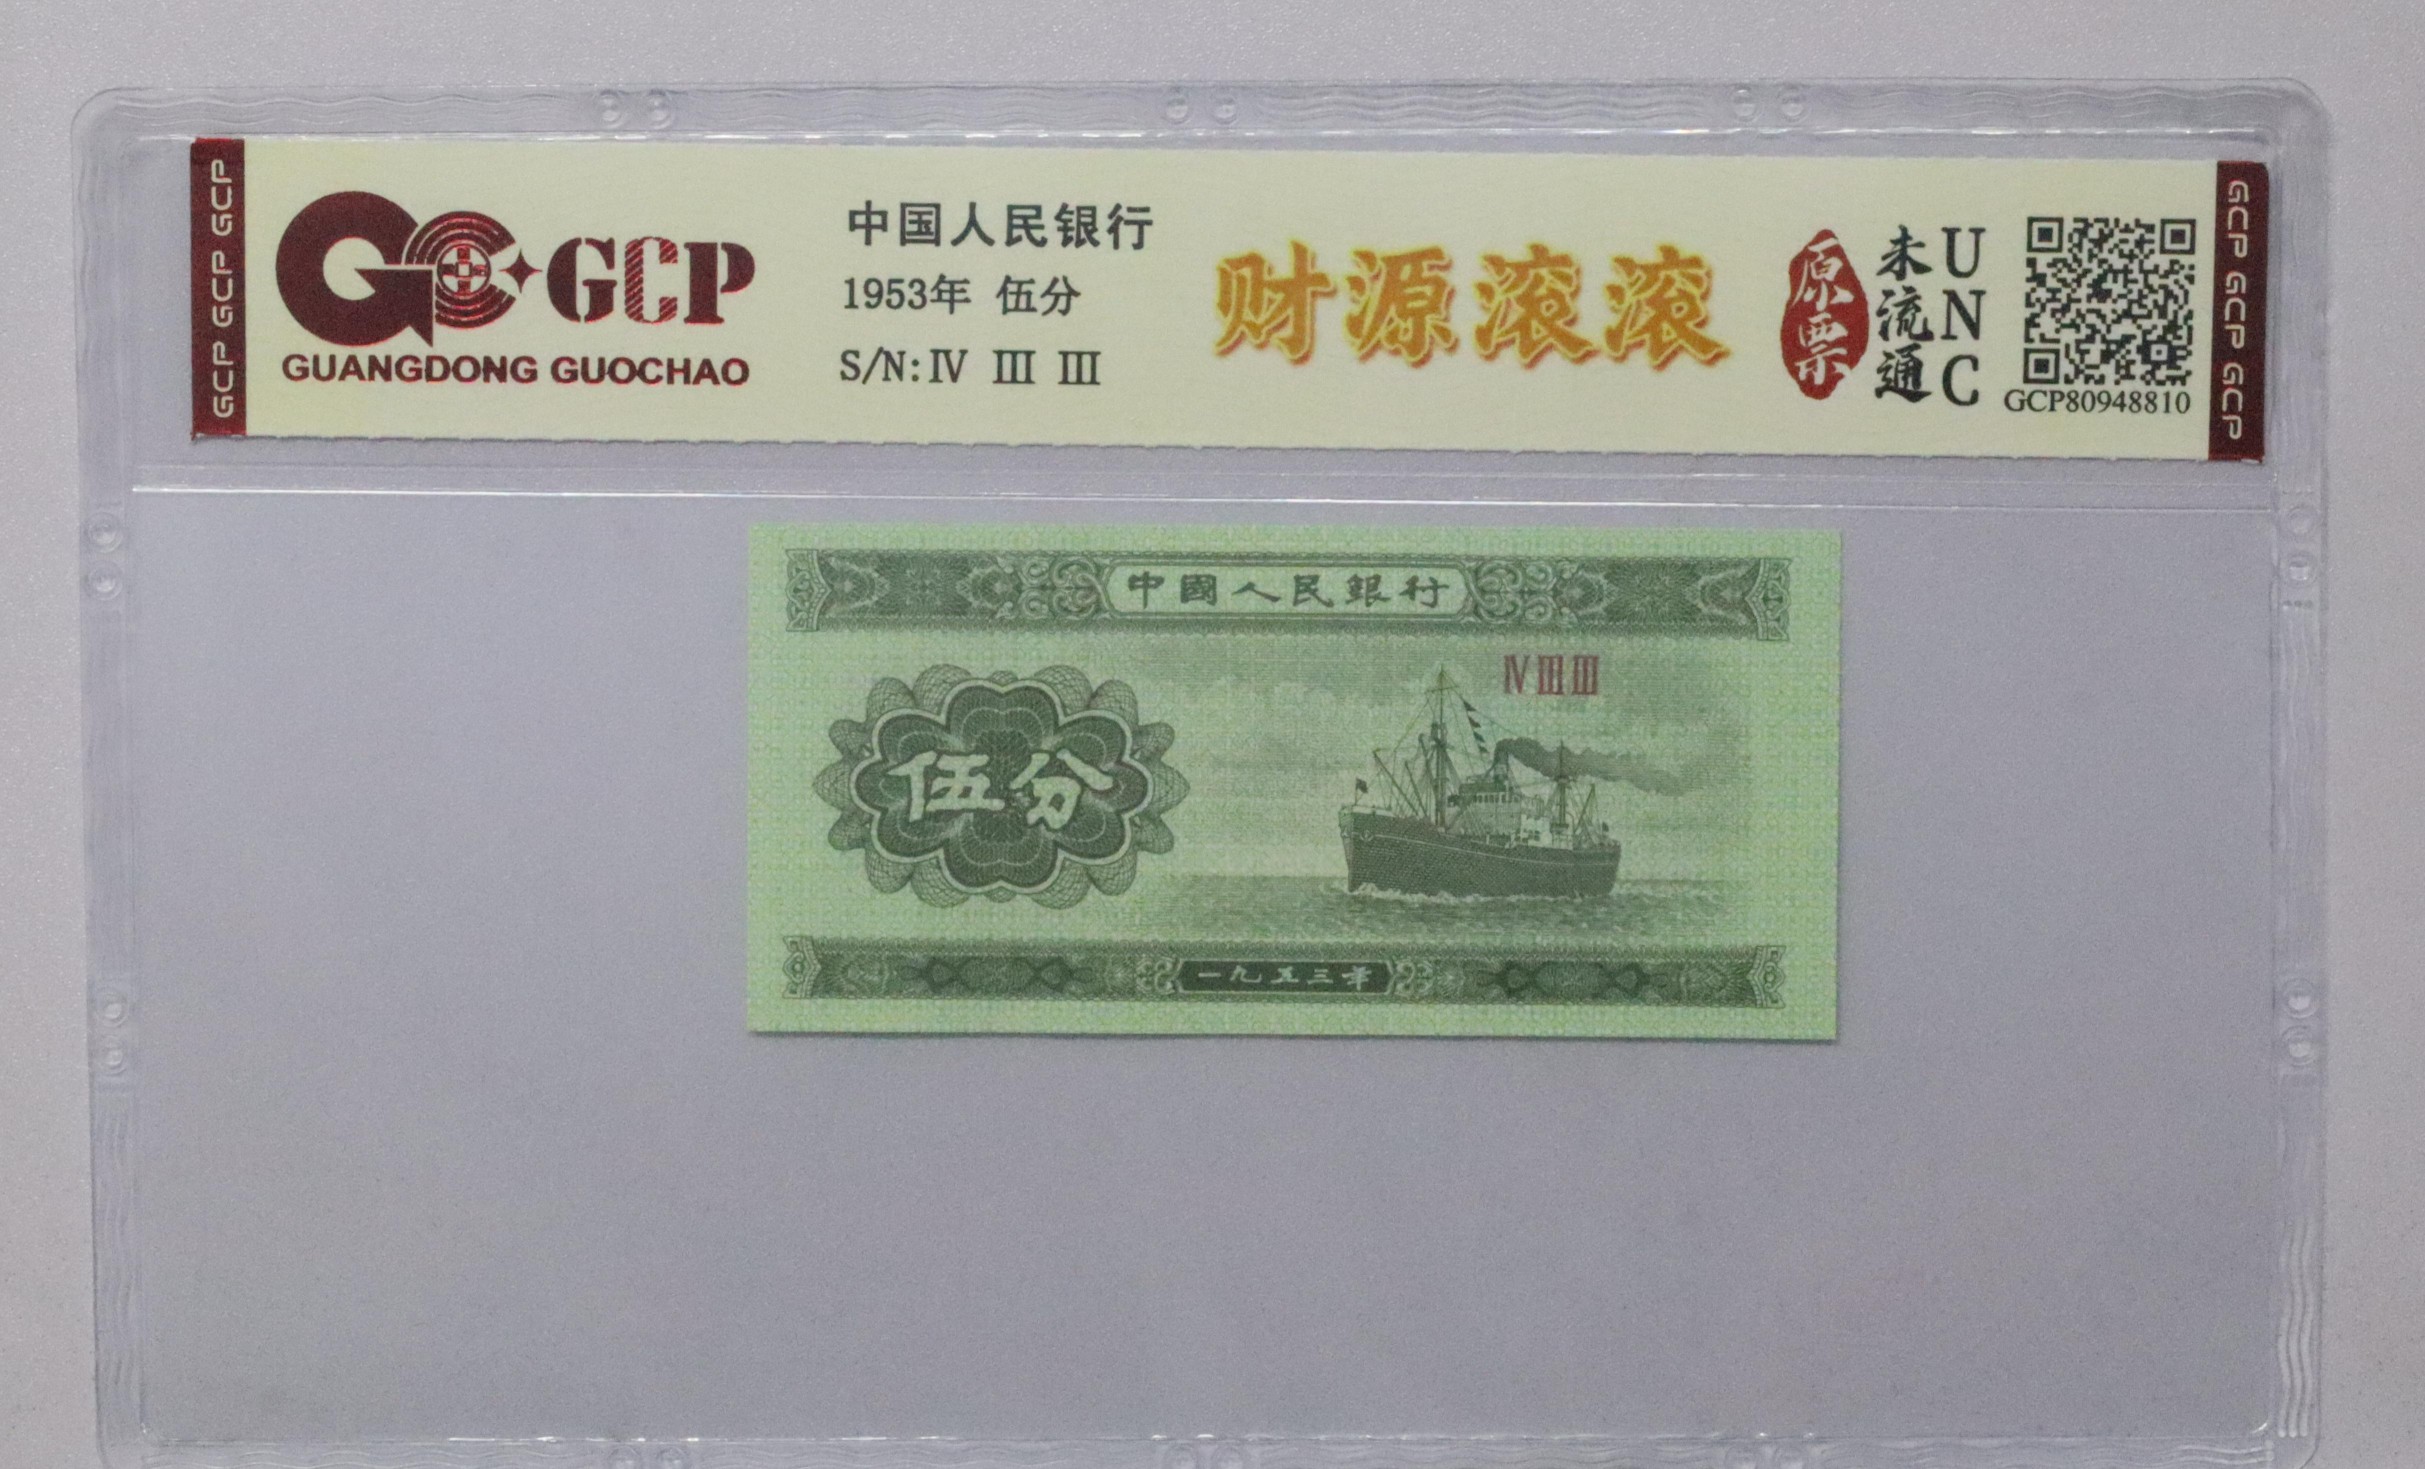 GCP GCP GCP
GCP
GUANGDONG GUOCHAO
中国人民银行
1953年 伍分
S/N: IV III III
财源滚滚
原票
未流通
UNC
GCP80948810
GCP GCP GCP
中國人民銀行
IV III III
伍分
一九五三年